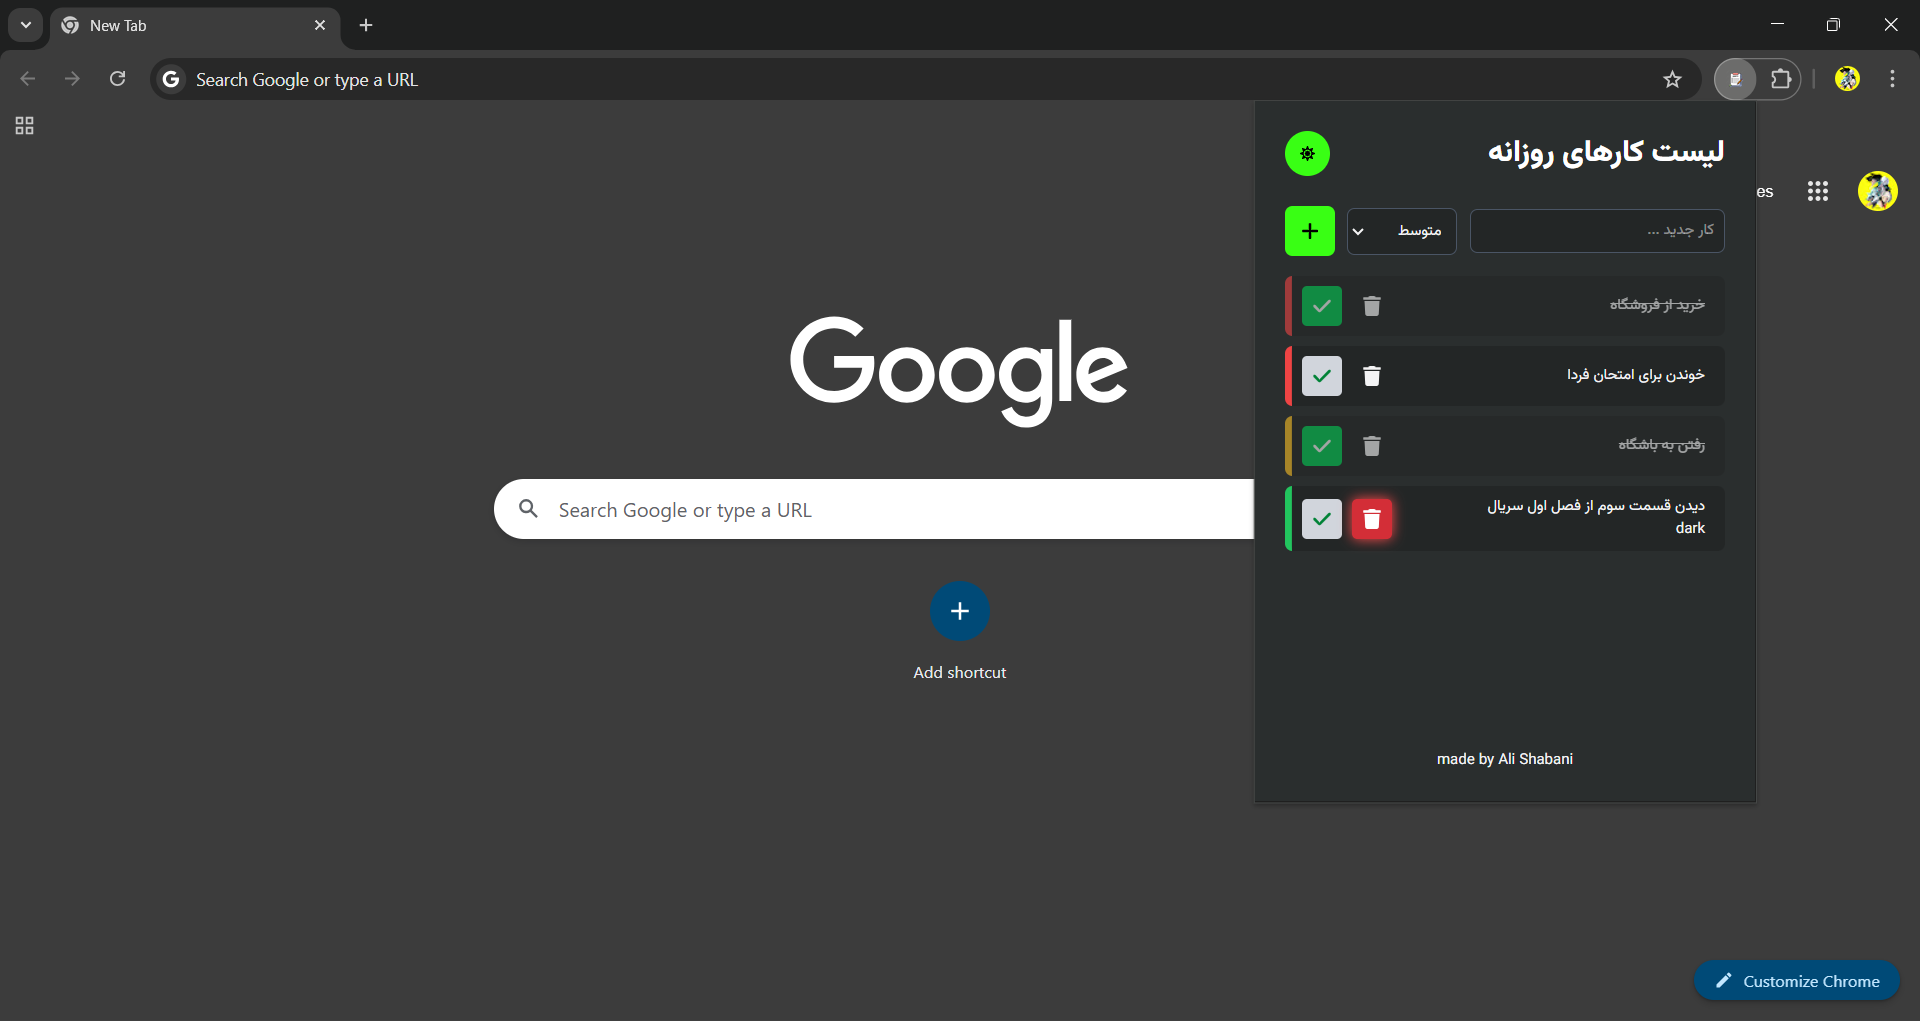 New Tab
Search Google or type a URL
es
Google
Search Google or type a URL
Add shortcut
لیست کارهای روزانه
کار جدید ...
متوسط
خرید از فروشگاه
خوندن برای امتحان فردا
رفتن به باشگاه
دیدن قسمت سوم از فصل اول سریال
dark
made by Ali Shabani
Customize Chrome